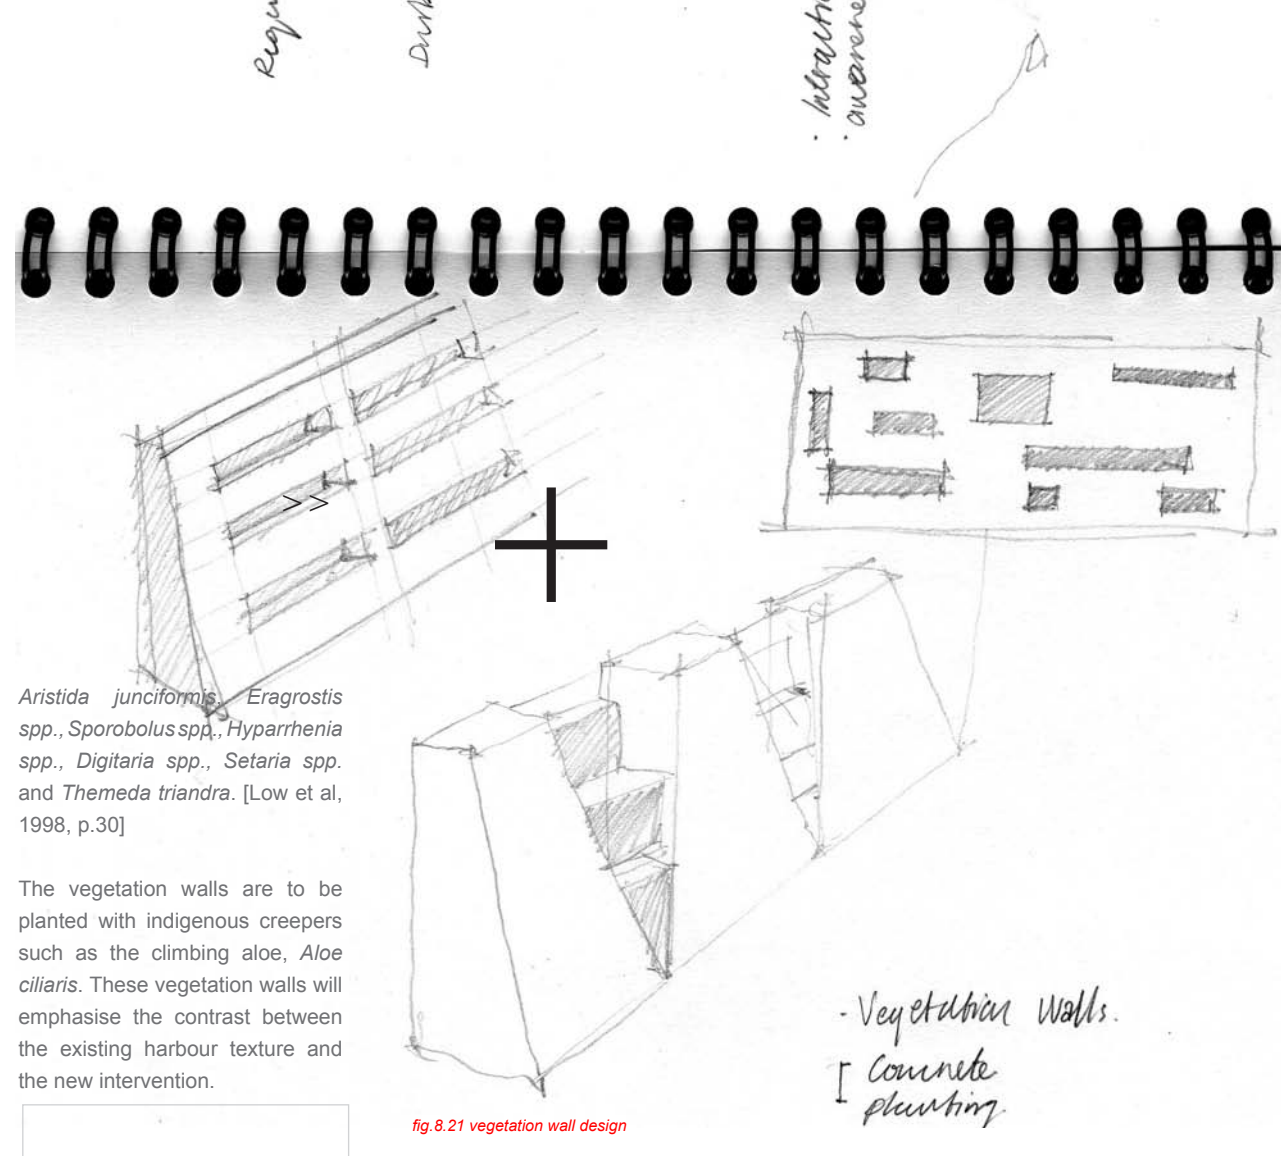 >>
Aristida junciformis, Eragrostis
spp., Sporobolus spp., Hyparrhenia
spp., Digitaria spp., Setaria spp.
and Themeda triandra. [Low et al,
1998, p.30]
The vegetation walls are to be
planted with indigenous creepers
such as the climbing aloe, Aloe
ciliaris. These vegetation walls will
emphasise the contrast between
the existing harbour texture and
the new intervention.
fig.8.21 vegetation wall design
- Vegetation Walls.
[ Concrete
planting